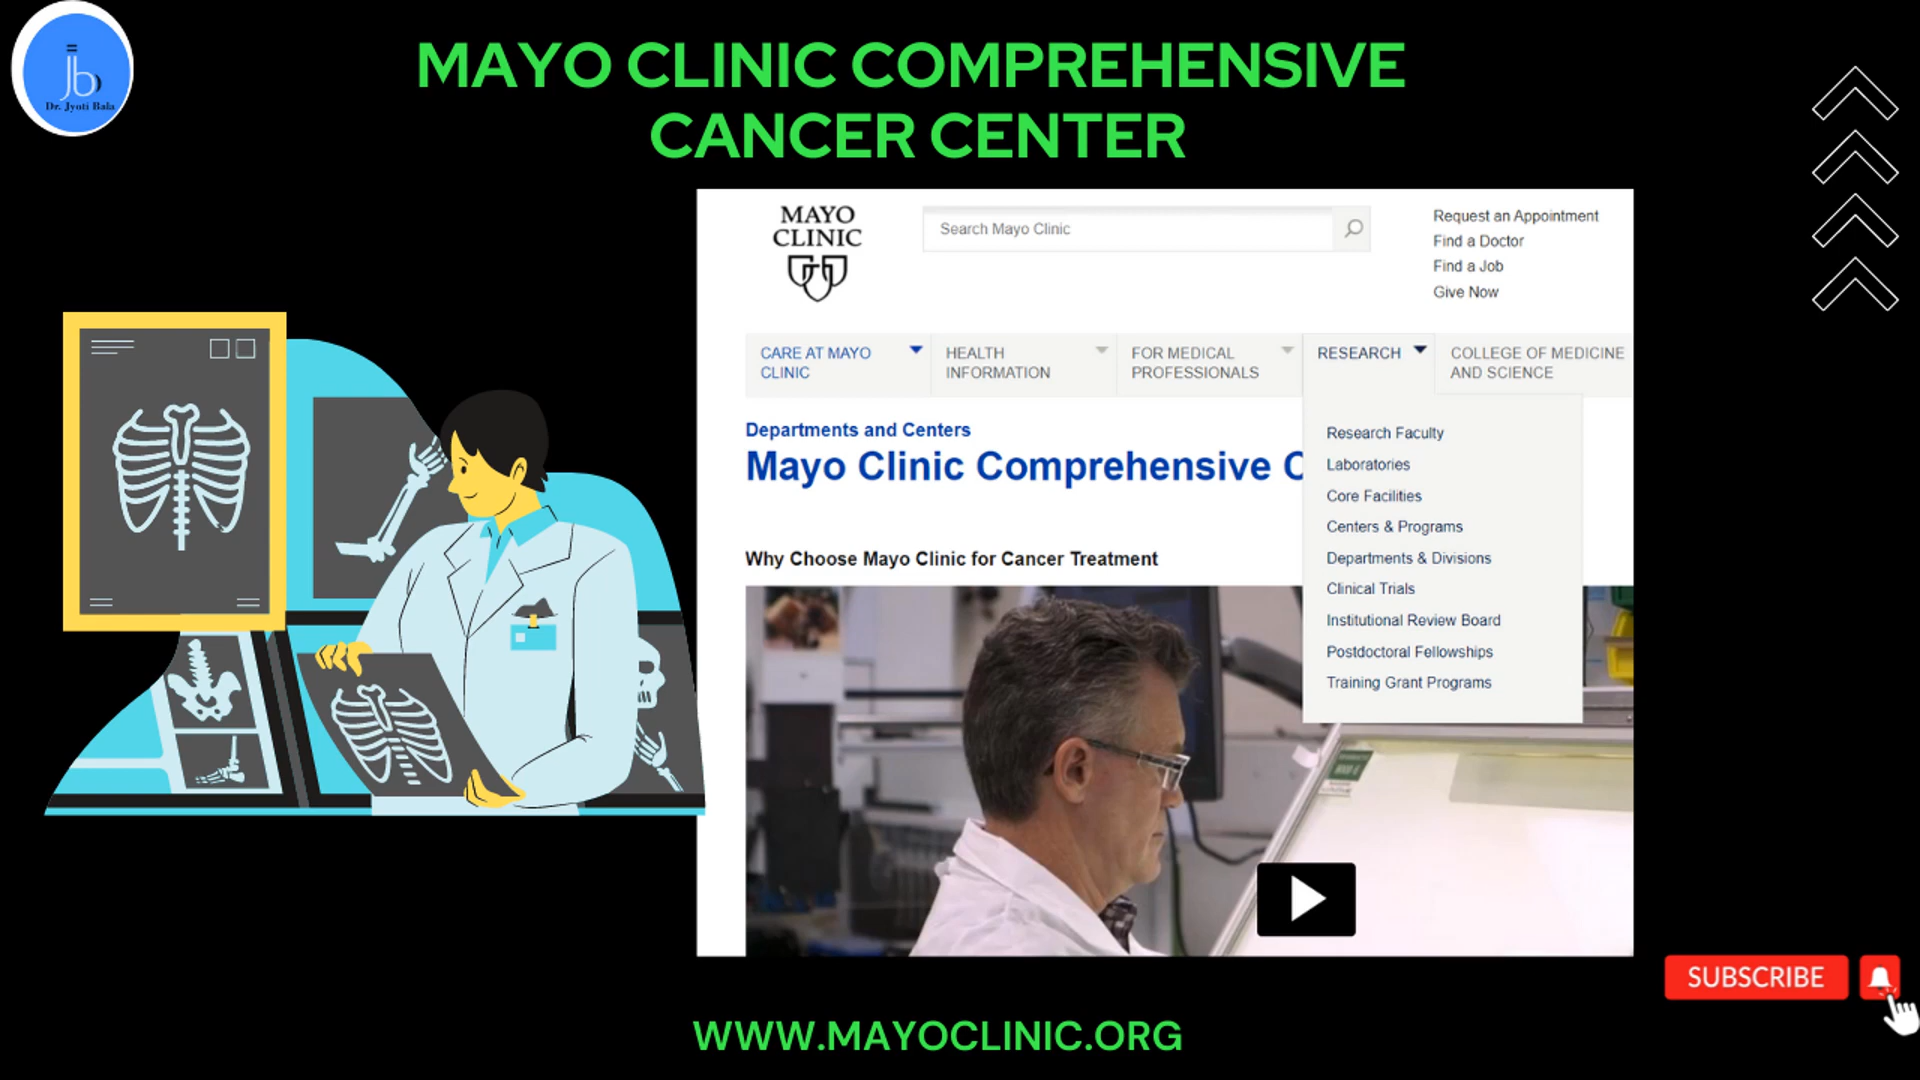 jb
Dr. Jyoti Bala
MAYO CLINIC COMPREHENSIVE
CANCER CENTER
MAYO
CLINIC
Search Mayo Clinic
Request an Appointment
Find a Doctor
Find a Job
Give Now
CARE AT MAYO
CLINIC
HEALTH
INFORMATION
FOR MEDICAL
PROFESSIONALS
RESEARCH
COLLEGE OF MEDICINE
AND SCIENCE
Departments and Centers
Mayo Clinic Comprehensive C
Why Choose Mayo Clinic for Cancer Treatment
Research Faculty
Laboratories
Core Facilities
Centers & Programs
Departments & Divisions
Clinical Trials
Institutional Review Board
Postdoctoral Fellowships
Training Grant Programs
SUBSCRIBE
WWW.MAYOCLINIC.ORG